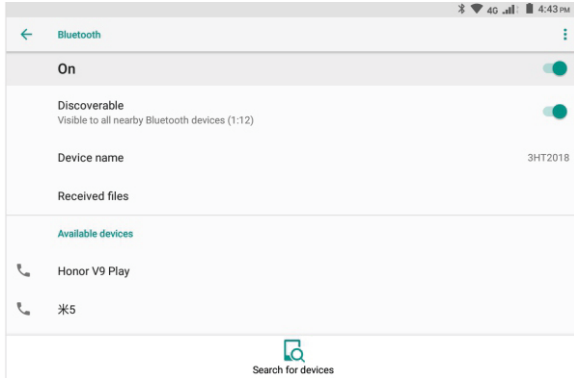 4G 4:43 PM
Bluetooth
On
Discoverable
Visible to all nearby Bluetooth devices (1:12)
Device name 3HT2018
Received files
Available devices
Honor V9 Play
米5
Search for devices